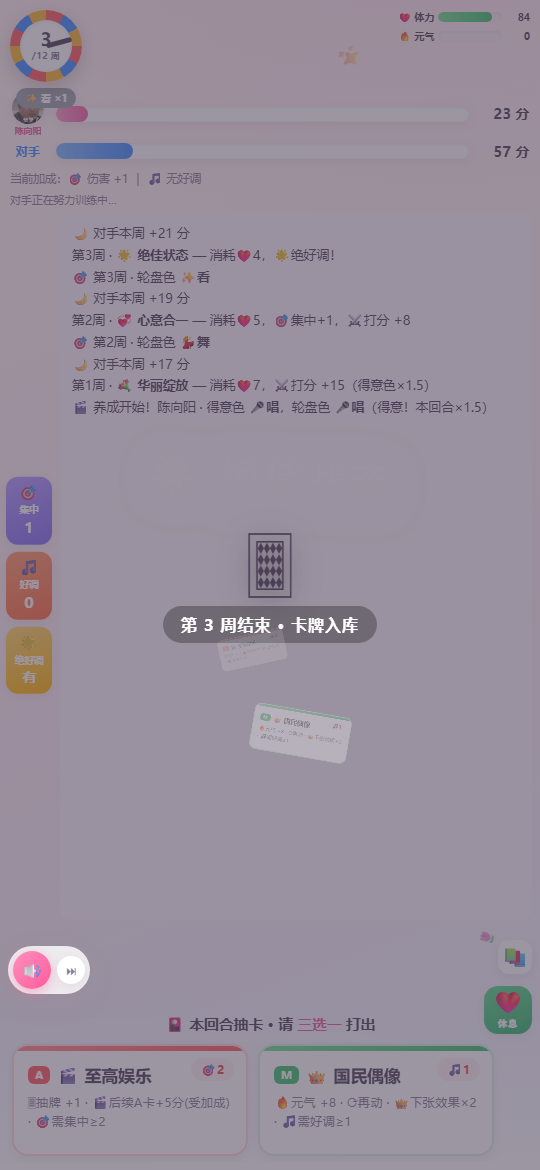 3
/12 周
❤️ 体力 84
🔥 元气 0
✨ 吞 ×1
陈向阳
23 分
对手
57 分
当前加成: 🎯 伤害 +1 | 🎵 无好调
对手正在努力训练中...
🌙 对手本周 +21 分
第3周 · 🌟 绝佳状态 — 消耗❤️4, 🌟绝好调!
🎯 第3周 · 轮盘色 ✨吞
🌙 对手本周 +19 分
第2周 · 💞 心意合一 — 消耗❤️5, 🎯集中+1, ⚔️打分 +8
🎯 第2周 · 轮盘色 💃舞
🌙 对手本周 +17 分
第1周 · 💐 华丽绽放 — 消耗❤️7, ⚔️打分 +15 (得意色×1.5)
🎬 养成开始! 陈向阳 · 得意色 🎤唱, 轮盘色 🎤唱 (得意! 本回合×1.5)
🎯
集中
1
🎵
好调
0
🌟
绝好调
有
第 3 周结束 · 卡牌入库
M 👑 国民偶像 🎵1
休息
🎴 本回合抽卡 · 请 三选一 打出
A 🎬 至高娱乐 🎯2
抽牌 +1 · 🎬后续A卡+5分(受加成)
· 🎯需集中≥2
M 👑 国民偶像 🎵1
🔥元气 +8 · ⟳再动 · 👑下张效果×2
· 🎵需好调≥1